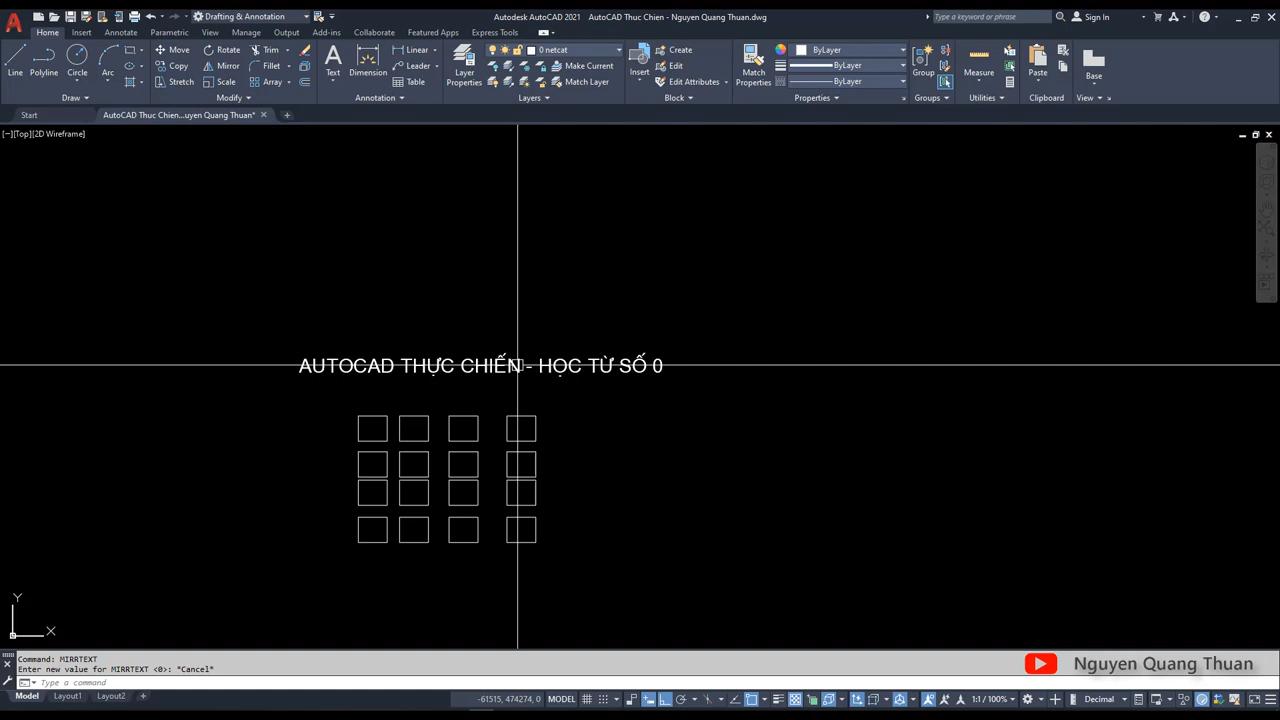 Drafting & Annotation
Autodesk AutoCAD 2021 AutoCAD Thuc Chien - Nguyen Quang Thuan.dwg
Type a keyword or phrase
Sign In
Home Insert Annotate Parametric View Manage Output Add-ins Collaborate Featured Apps Express Tools
Line Polyline Circle Arc
Move Rotate Trim
Copy Mirror Fillet
Stretch Scale Array
Text Dimension
Linear
Leader
Table
Layer Properties
0 netcat
Make Current
Match Layer
Insert
Create
Edit
Edit Attributes
Match Properties
ByLayer
ByLayer
ByLayer
Group
Measure
Paste
Base
Draw Modify Annotation Layers Block Properties Groups Utilities Clipboard View
Start AutoCAD Thuc Chien...uyen Quang Thuan*
[−][Top][2D Wireframe]
AUTOCAD THỰC CHIẾN - HỌC TỪ SỐ 0
Y
X
Command: MIRRTEXT
Enter new value for MIRRTEXT <0>: *Cancel*
Type a command
Nguyen Quang Thuan
Model Layout1 Layout2
-61515, 474274, 0 MODEL
1:1 / 100%
Decimal